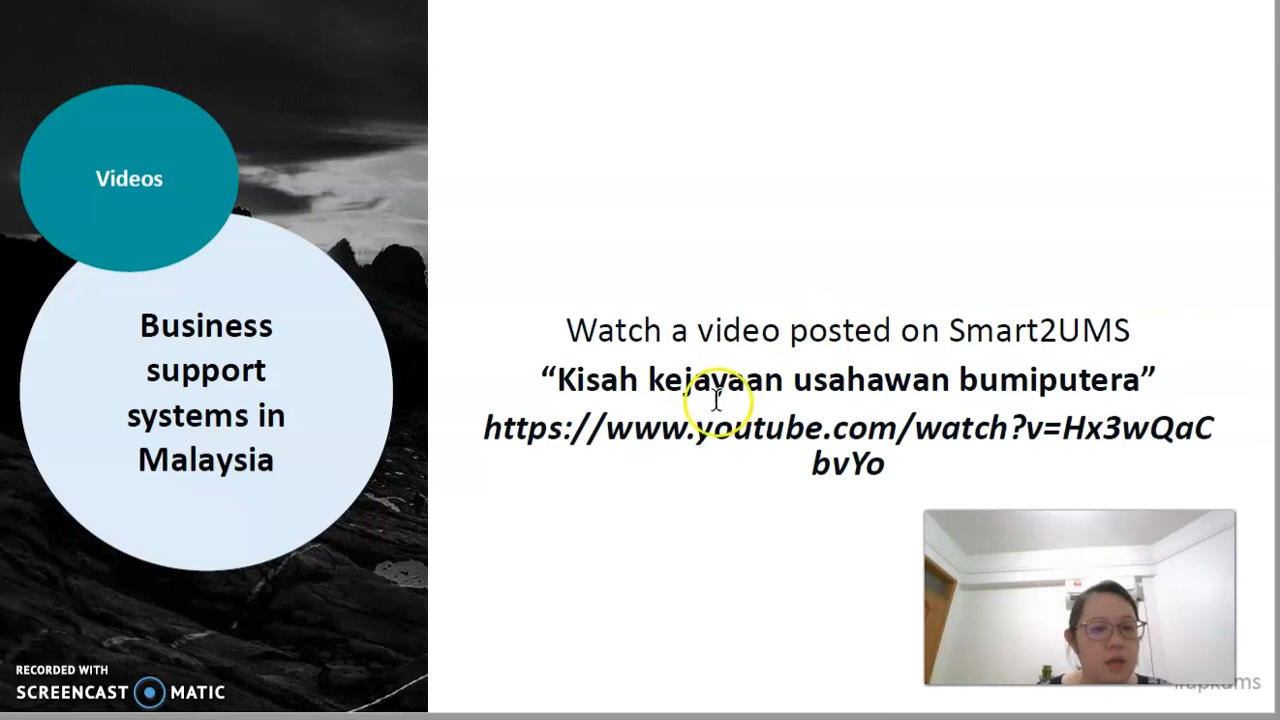 Videos
Business
support
systems in
Malaysia
Watch a video posted on Smart2UMS
“Kisah kejayaan usahawan bumiputera”
https://www.youtube.com/watch?v=Hx3wQaC
bvYo
RECORDED WITH
SCREENCAST MATIC